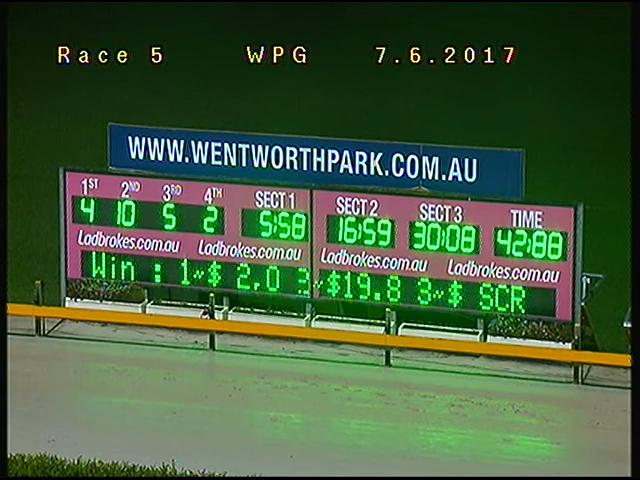 Race 5 WPG 7.6.2017
WWW.WENTWORTHPARK.COM.AU
1ST 2ND 3RD 4TH SECT 1 SECT 2 SECT 3 TIME
4 10 5 2 5:58 16:59 30:08 42:88
Ladbrokes.com.au Ladbrokes.com.au Ladbrokes.com.au Ladbrokes.com.au
Win : 1~$ 2.0 3~$19.8 9~$ SCR